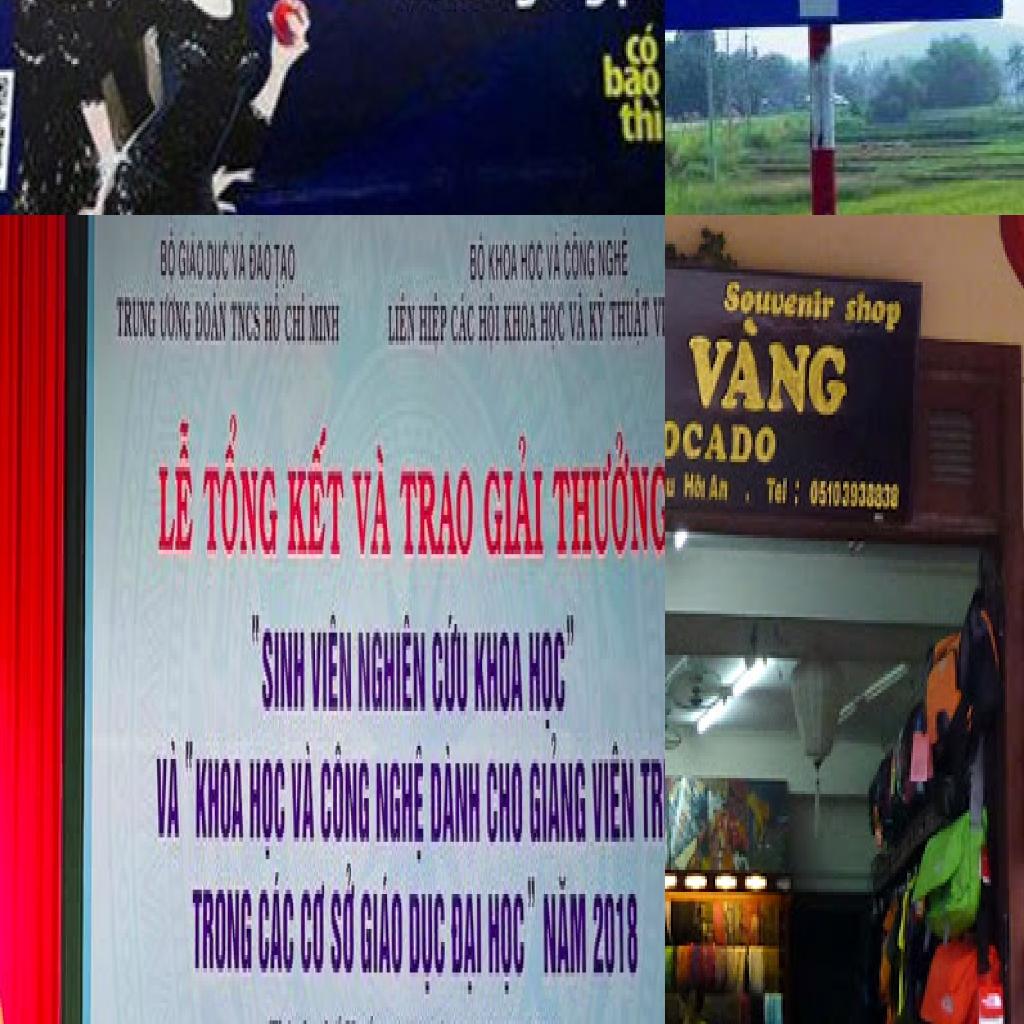 có
bao
thì
BỘ GIÁO DỤC VÀ ĐÀO TẠO
TRUNG ƯƠNG ĐOÀN TNCS HỒ CHÍ MINH
BỘ KHOA HỌC VÀ CÔNG NGHỆ
LIÊN HIỆP CÁC HỘI KHOA HỌC VÀ KỸ THUẬT
LỄ TỔNG KẾT VÀ TRAO GIẢI THƯỞNG
"SINH VIÊN NGHIÊN CỨU KHOA HỌC"
VÀ "KHOA HỌC VÀ CÔNG NGHỆ DÀNH CHO GIẢNG VIÊN TR
TRONG CÁC CƠ SỞ GIÁO DỤC ĐẠI HỌC" NĂM 2018
Souvenir shop
VÀNG
OCADO
u Hội An . Tel : 05103938838